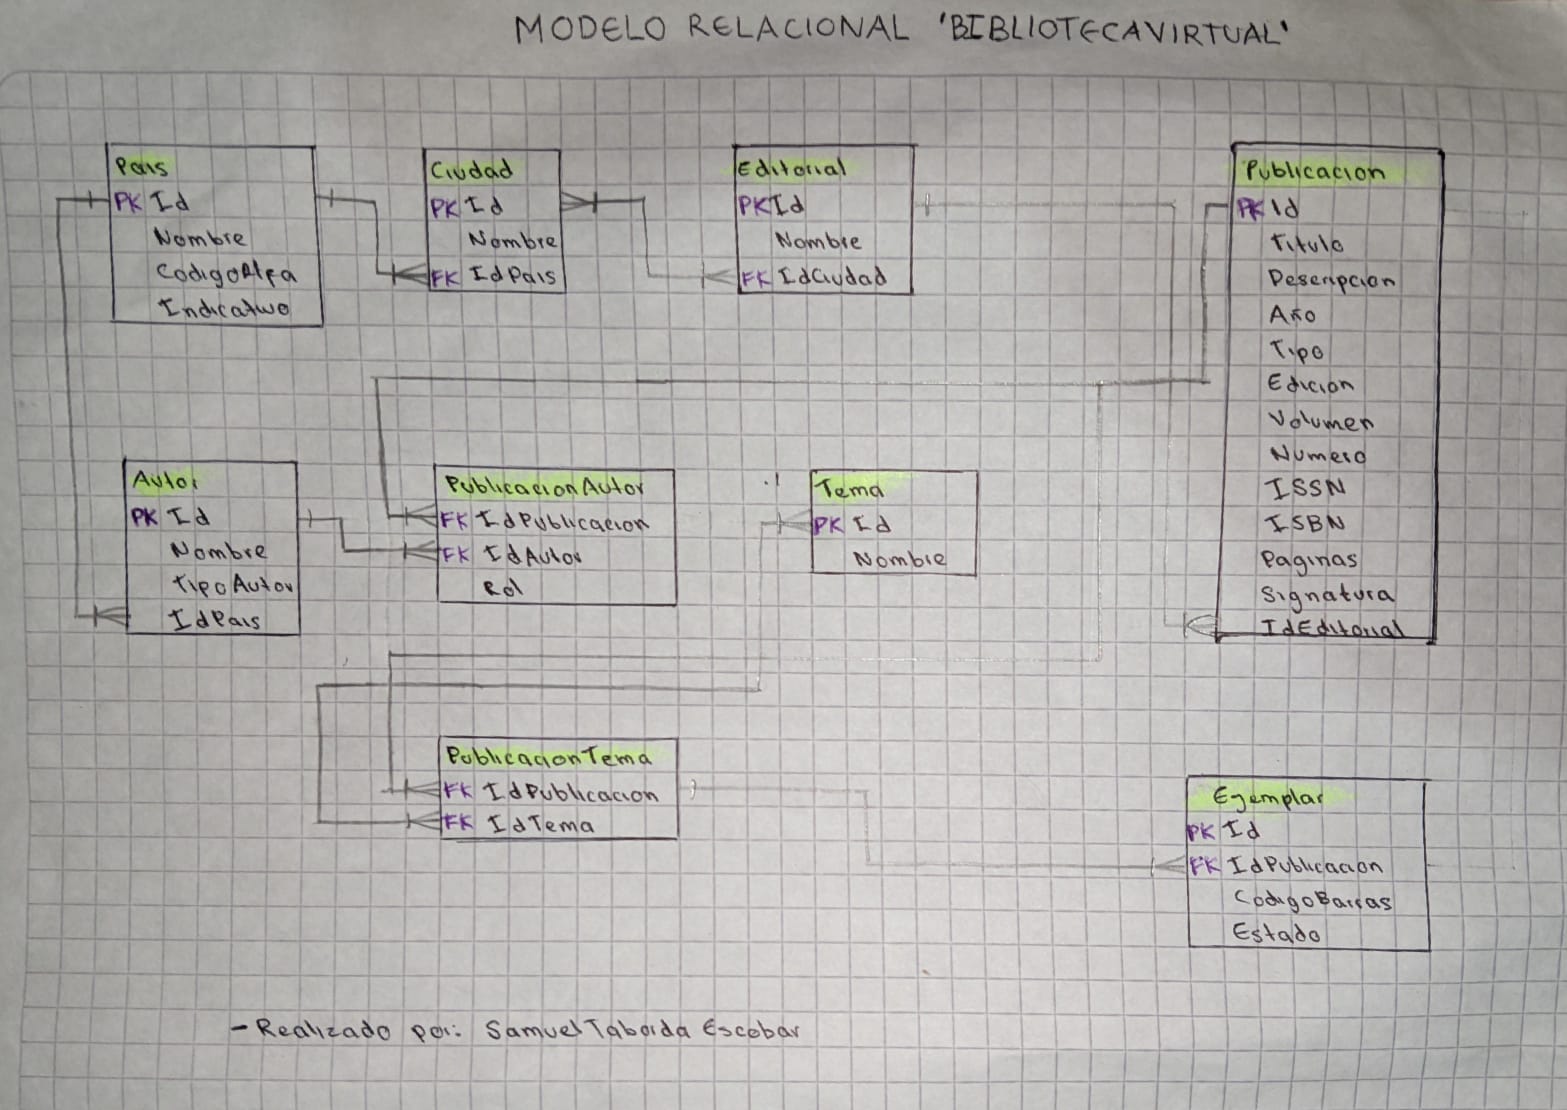 MODELO RELACIONAL 'BIBLIOTECAVIRTUAL'
Pais
PK Id
Nombre
CodigoAlfa
Indicativo
Ciudad
PK Id
Nombre
FK IdPais
Editorial
PK Id
Nombre
FK IdCiudad
Publicacion
PK Id
Titulo
Descripcion
Año
Tipo
Edicion
Volumen
Numero
ISSN
ISBN
Paginas
Signatura
IdEditorial
Autor
PK Id
Nombre
TipoAutor
IdPais
PublicacionAutor
FK IdPublicacion
FK IdAutor
Rol
Tema
PK Id
Nombre
PublicacionTema
FK IdPublicacion
FK IdTema
Ejemplar
PK Id
FK IdPublicacion
CodigoBarras
Estado
- Realizado por: Samuel Taborda Escobar